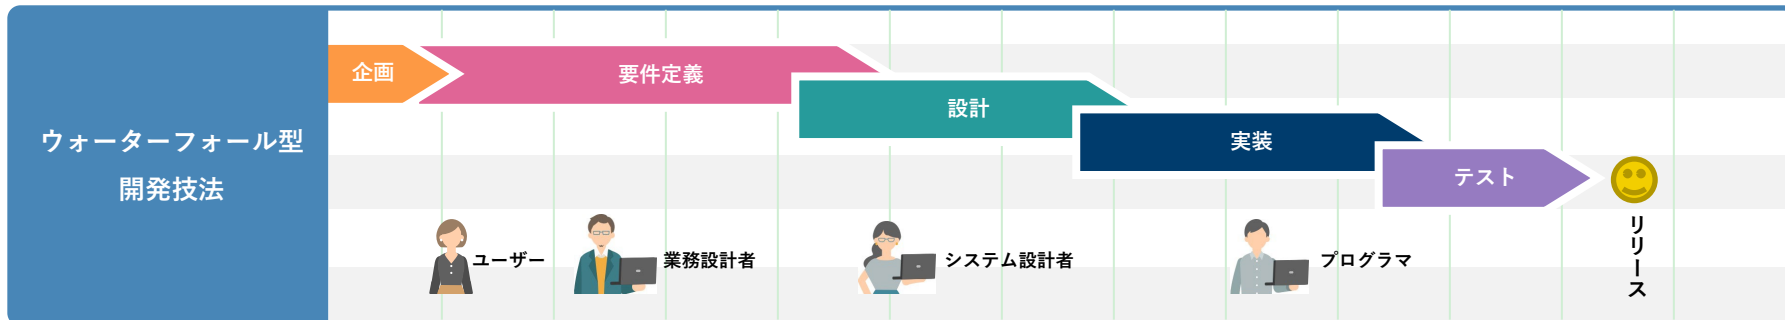 ウォーターフォール型
開発技法
企画
要件定義
設計
実装
テスト
リリース
ユーザー
業務設計者
システム設計者
プログラマ